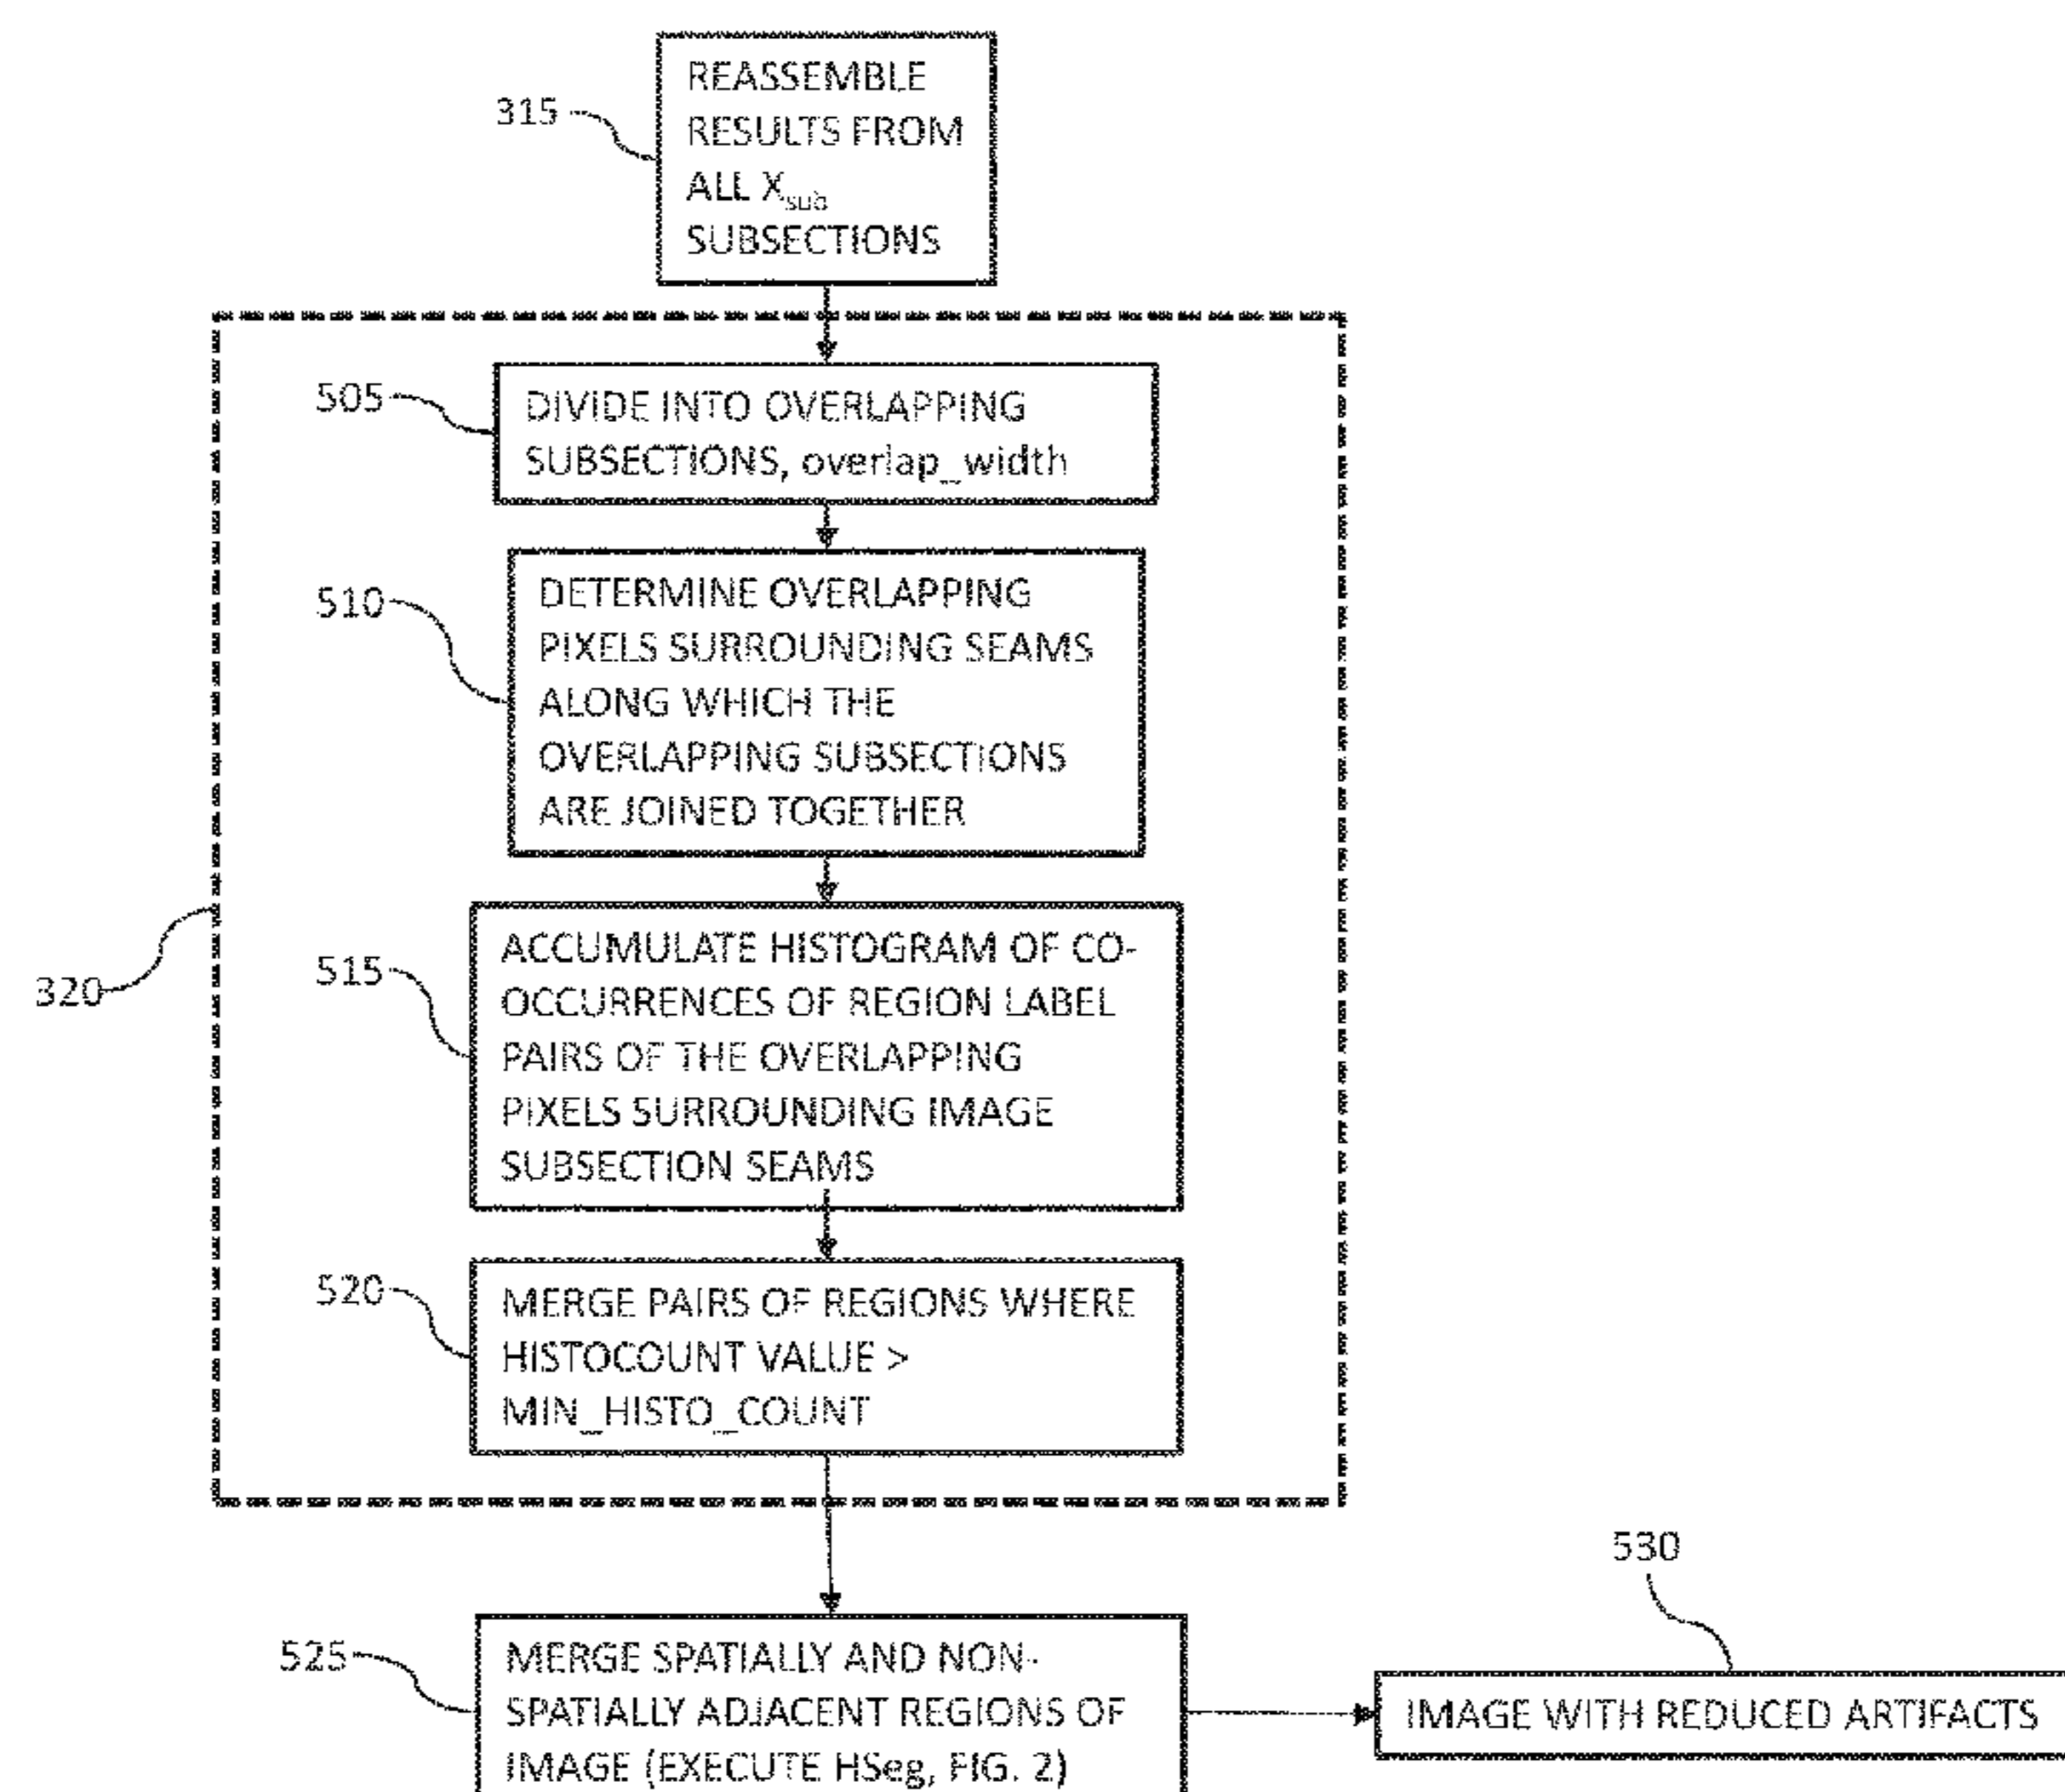 315
REASSEMBLE
RESULTS FROM
ALL Xsub
SUBSECTIONS
505
DIVIDE INTO OVERLAPPING
SUBSECTIONS, overlap_width
510
DETERMINE OVERLAPPING
PIXELS SURROUNDING SEAMS
ALONG WHICH THE
OVERLAPPING SUBSECTIONS
ARE JOINED TOGETHER
320
515
ACCUMULATE HISTOGRAM OF CO-
OCCURRENCES OF REGION LABEL
PAIRS OF THE OVERLAPPING
PIXELS SURROUNDING IMAGE
SUBSECTION SEAMS
520
MERGE PAIRS OF REGIONS WHERE
HISTOCOUNT VALUE >
MIN_HISTO_COUNT
525
MERGE SPATIALLY AND NON-
SPATIALLY ADJACENT REGIONS OF
IMAGE (EXECUTE HSeg, FIG. 2)
530
IMAGE WITH REDUCED ARTIFACTS